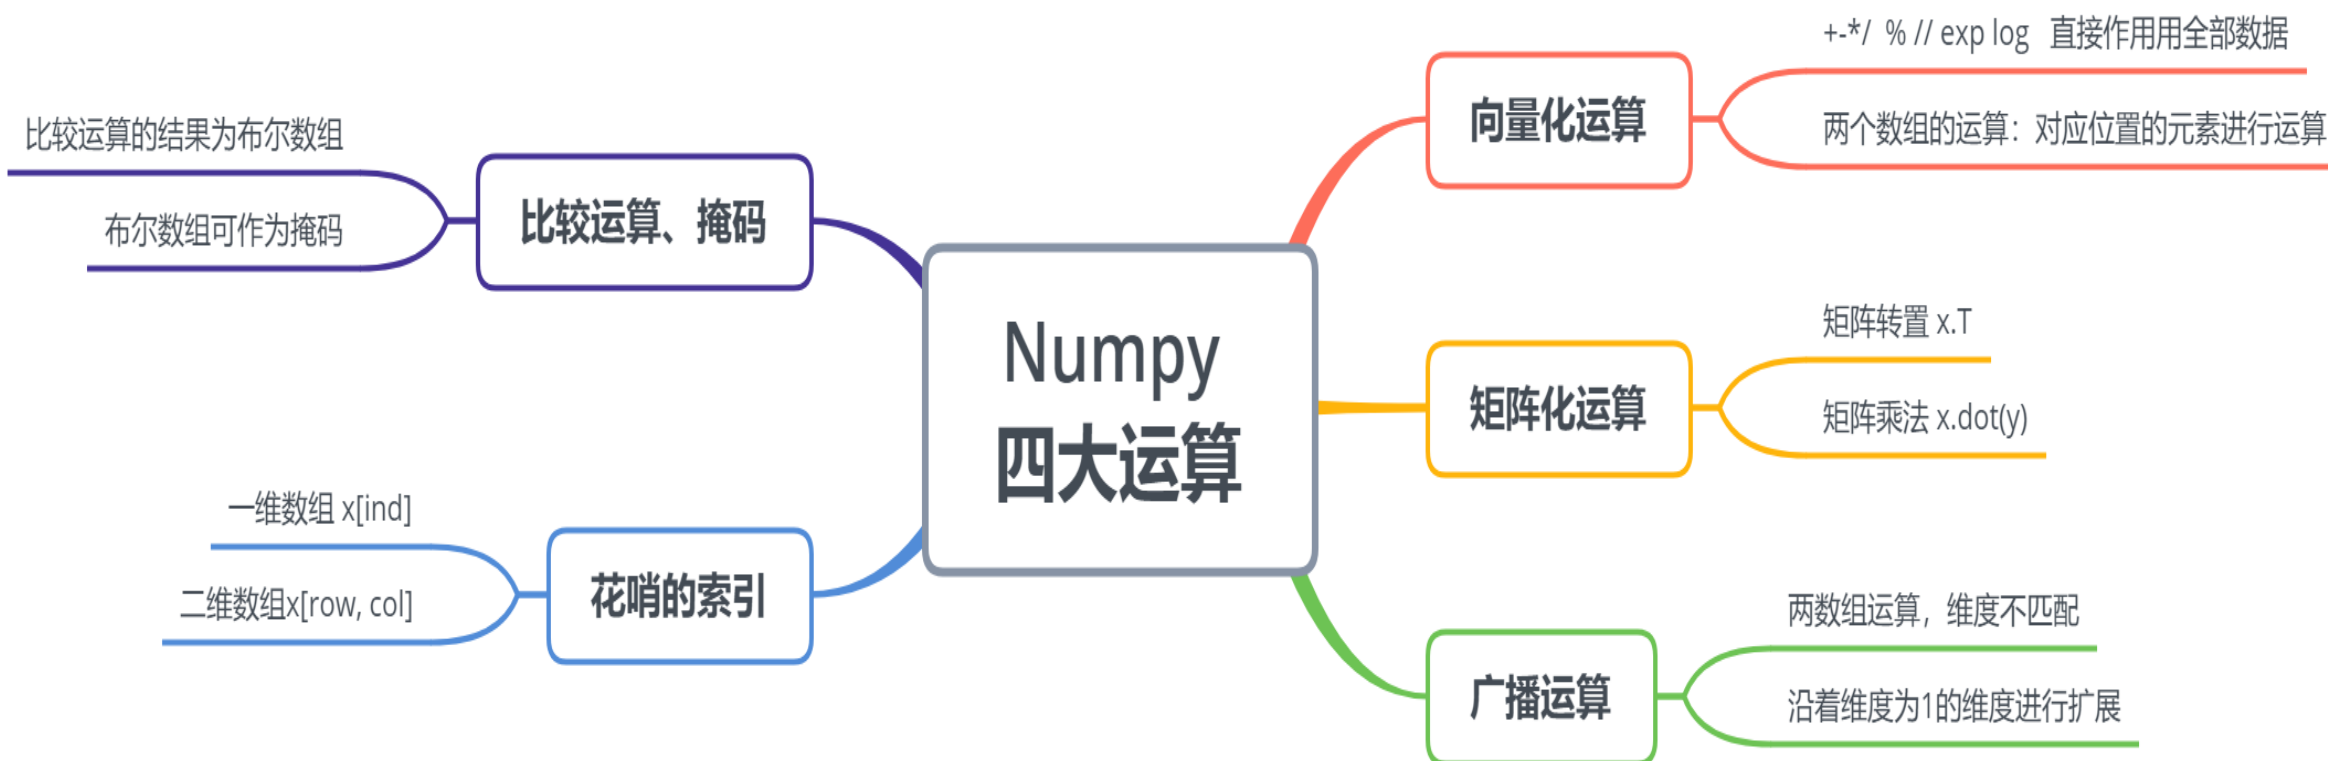 Numpy
四大运算
向量化运算
+-*/ % // exp log 直接作用用全部数据
两个数组的运算：对应位置的元素进行运算
矩阵化运算
矩阵转置 x.T
矩阵乘法 x.dot(y)
广播运算
两数组运算，维度不匹配
沿着维度为1的维度进行扩展
比较运算、掩码
比较运算的结果为布尔数组
布尔数组可作为掩码
花哨的索引
一维数组 x[ind]
二维数组x[row, col]